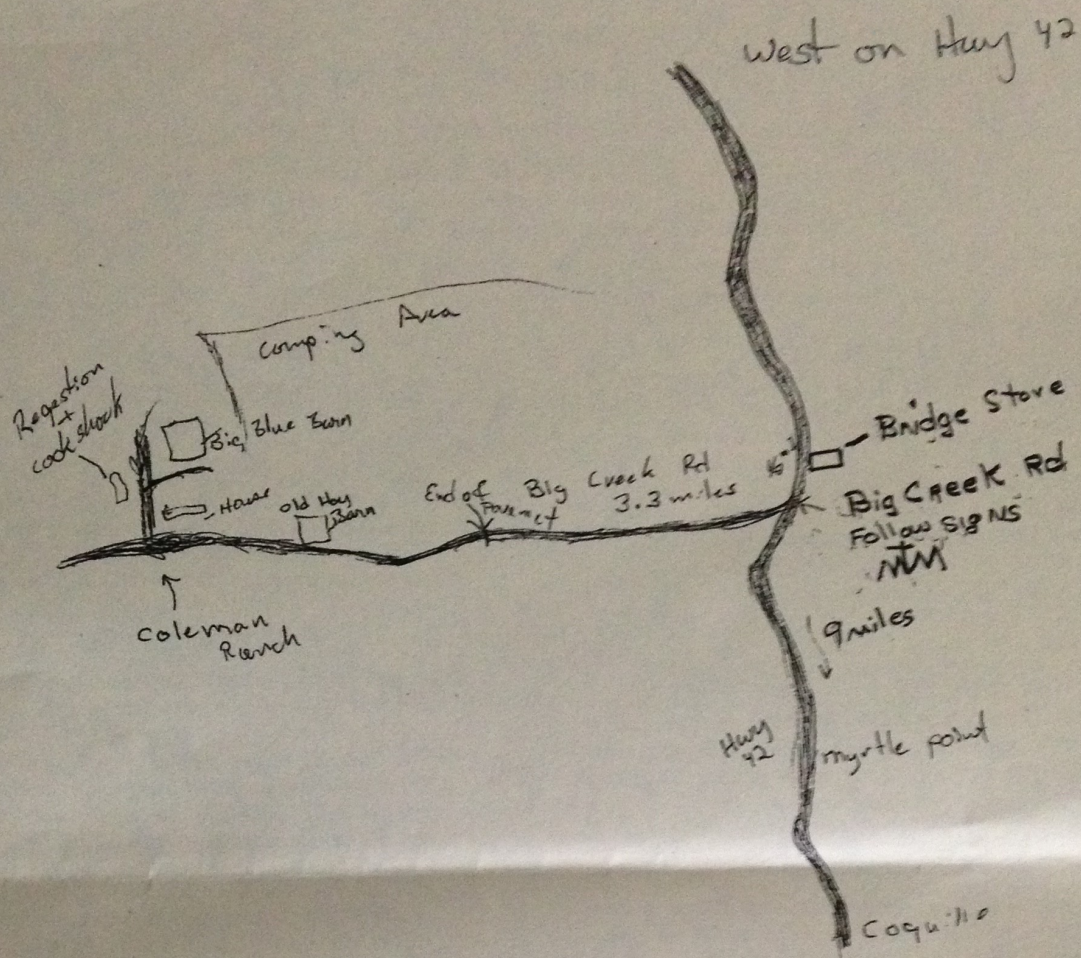 West on Hwy 42
Camping Area
Regestion
+
cook shack
Big Blue Barn
House
Old Hay
Barn
End of
Pavement
Big Creek Rd
3.3 miles
Bridge Store
Big Creek Rd
Follow Signs
Coleman
Ranch
9 miles
Hwy
42
myrtle point
Coquille